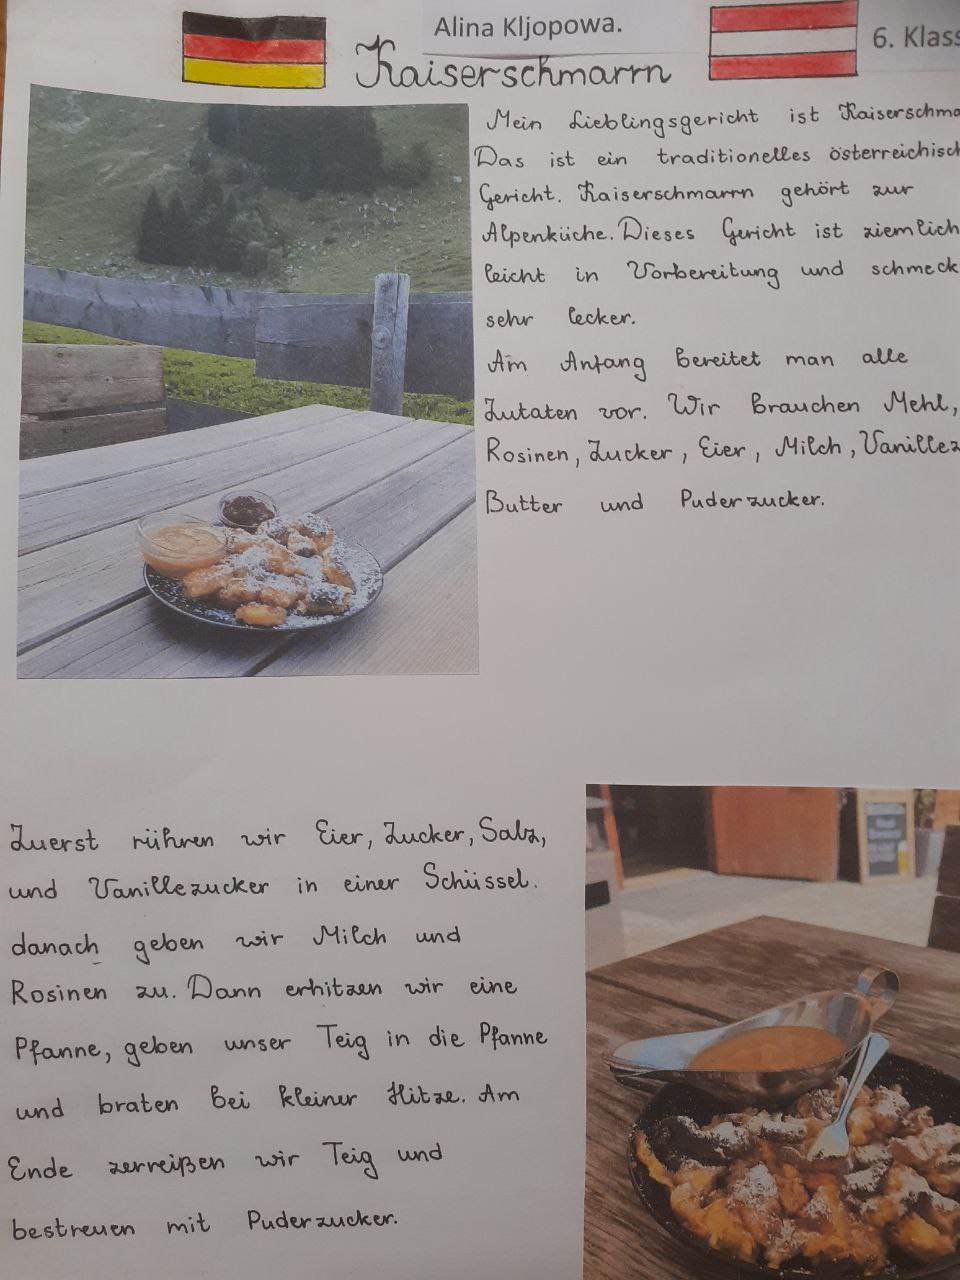 Alina Kljopowa.
6. Klass
Kaiserschmarrn
Mein Lieblingsgericht ist Kaiserschma
Das ist ein traditionelles österreichisch
Gericht. Kaiserschmarrn gehört zur
Alpenküche. Dieses Gericht ist ziemlich
leicht in Vorbereitung und schmeck
sehr lecker.
Am Anfang bereitet man alle
Zutaten vor. Wir brauchen Mehl,
Rosinen, Zucker, Eier, Milch, Vanillez
Butter und Puderzucker.
Zuerst rühren wir Eier, Zucker, Salz,
und Vanillezucker in einer Schüssel.
danach geben wir Milch und
Rosinen zu. Dann erhitzen wir eine
Pfanne, geben unser Teig in die Pfanne
und braten bei kleiner Hitze. Am
Ende zerreißen wir Teig und
bestreuen mit Puderzucker.